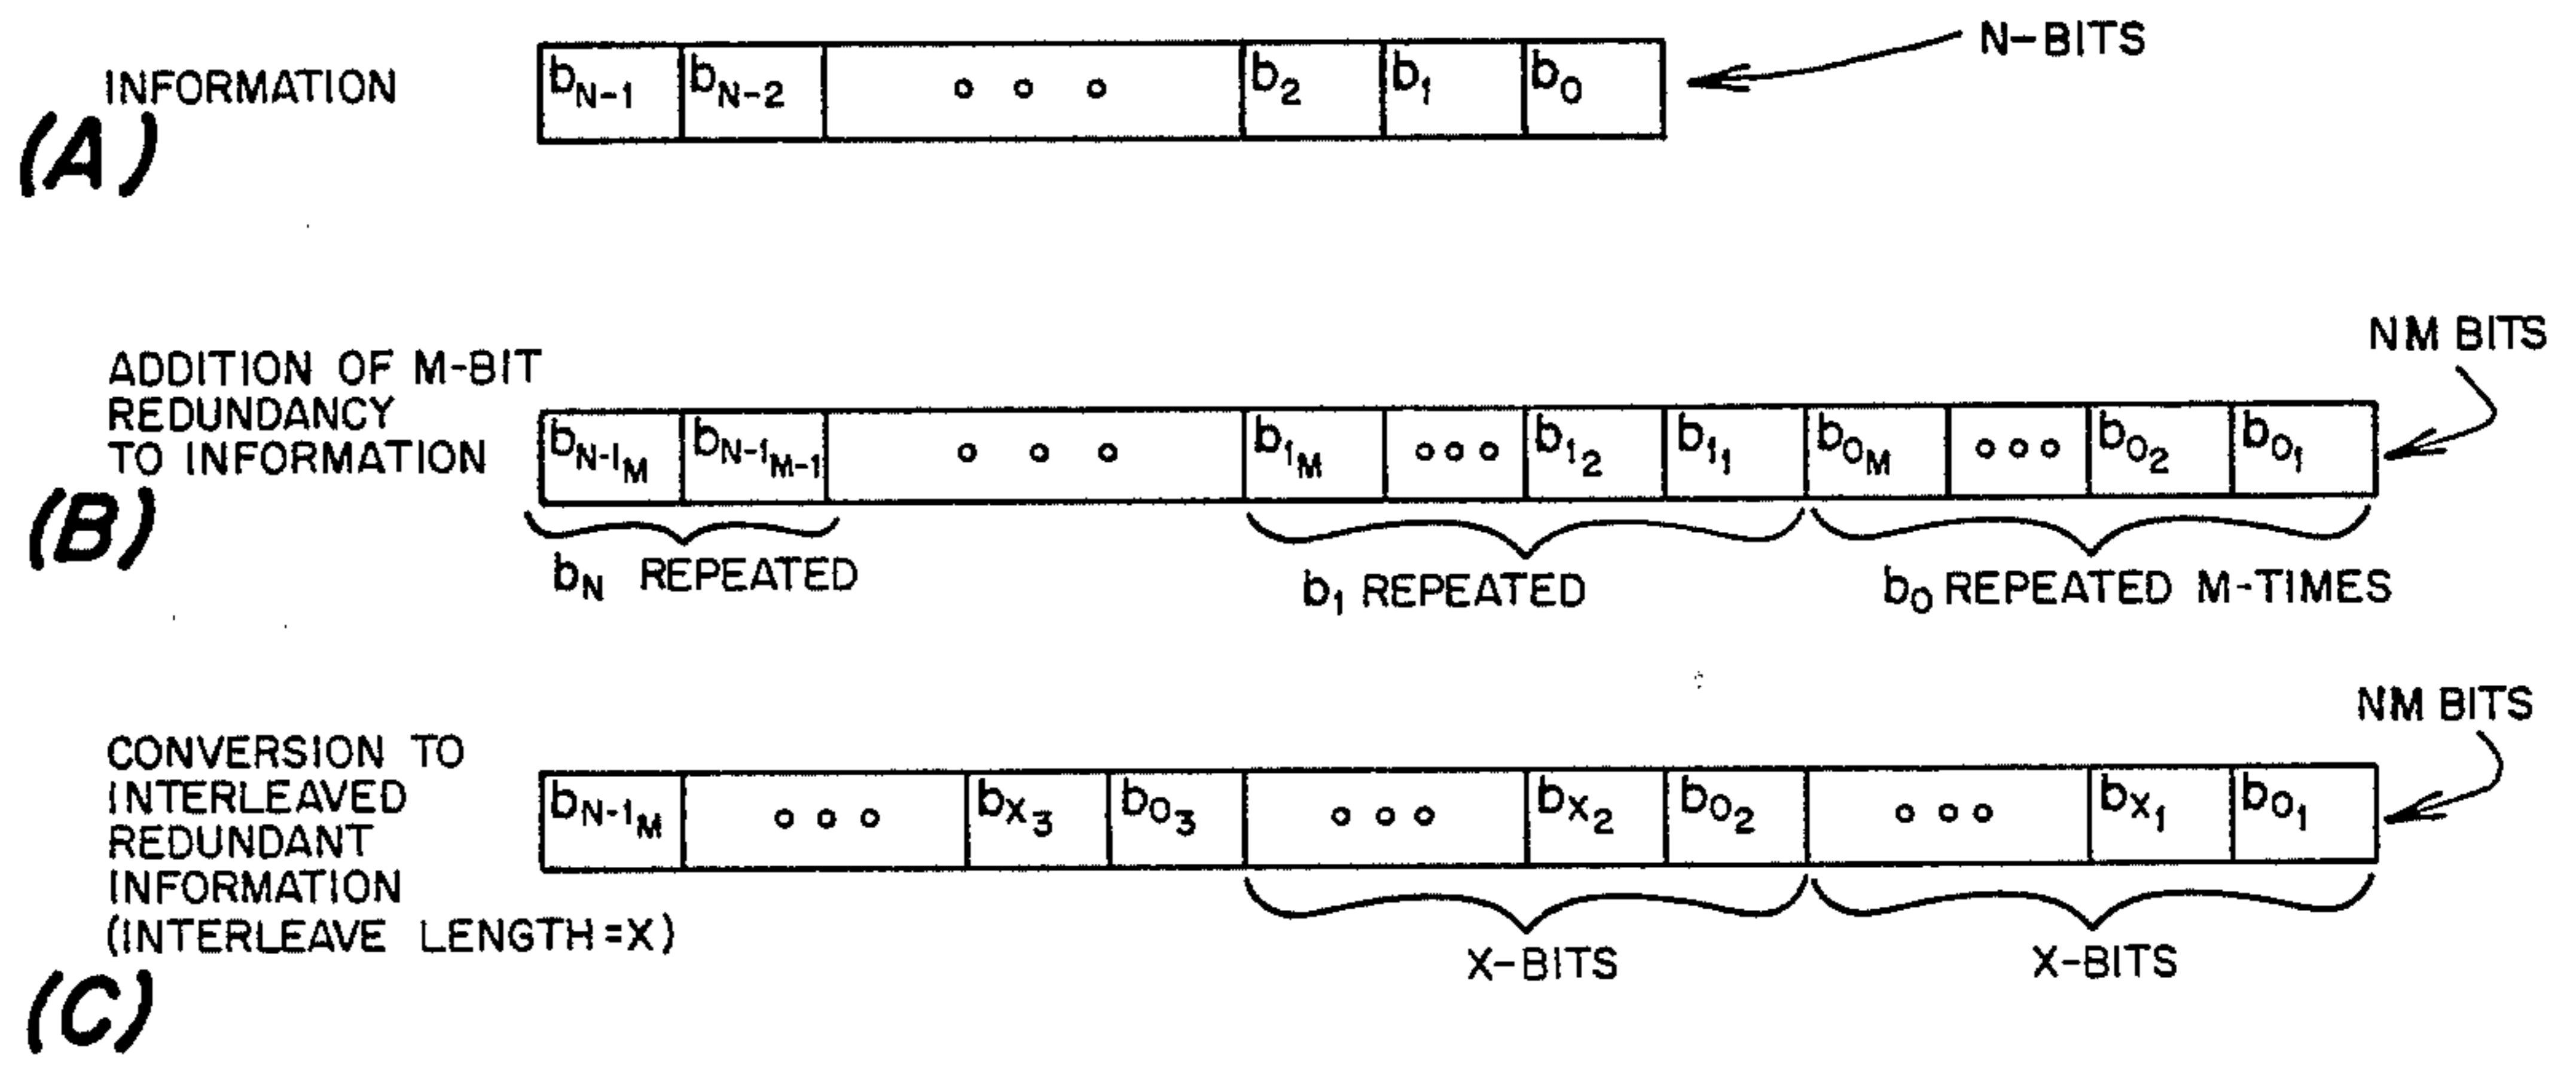 INFORMATION
(A)
b_{N-1} b_{N-2} ∘ ∘ ∘ b_2 b_1 b_0
N-BITS
ADDITION OF M-BIT
REDUNDANCY
TO INFORMATION
(B)
b_{N-1_M} b_{N-1_{M-1}} ∘ ∘ ∘ b_{1_M} ∘∘∘ b_{1_2} b_{1_1} b_{0_M} ∘∘∘ b_{0_2} b_{0_1}
NM BITS
b_N REPEATED
b_1 REPEATED
b_0 REPEATED M-TIMES
CONVERSION TO
INTERLEAVED
REDUNDANT
INFORMATION
(INTERLEAVE LENGTH=X)
(C)
b_{N-1_M} ∘ ∘ ∘ b_{X_3} b_{0_3} ∘ ∘ ∘ b_{X_2} b_{0_2} ∘ ∘ ∘ b_{X_1} b_{0_1}
NM BITS
X-BITS
X-BITS